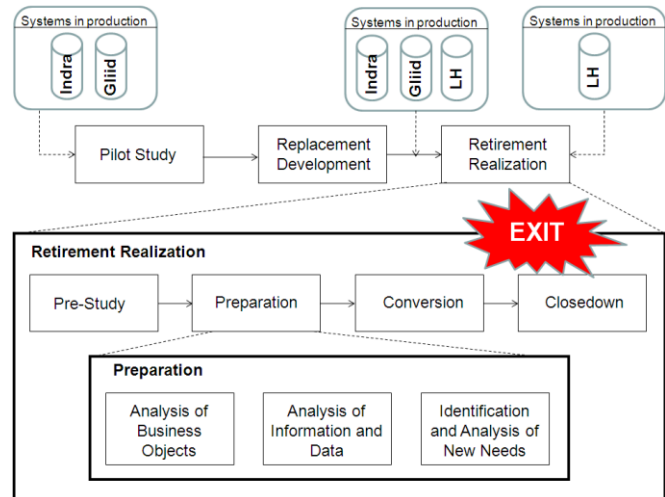 Systems in production
Indra
Gliid
Systems in production
Indra
Gliid
LH
Systems in production
LH
Pilot Study
Replacement
Development
Retirement
Realization
EXIT
Retirement Realization
Pre-Study
Preparation
Conversion
Closedown
Preparation
Analysis of
Business
Objects
Analysis of
Information and
Data
Identification
and Analysis of
New Needs